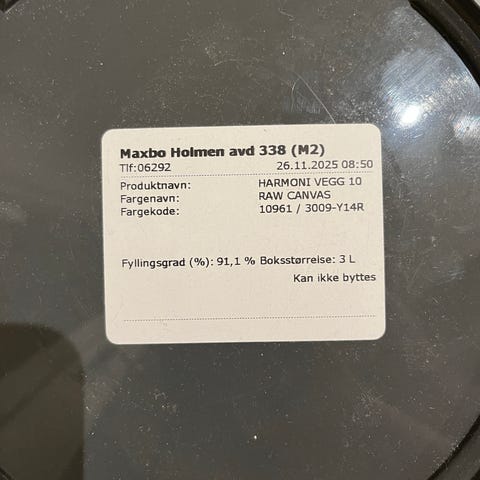 Maxbo Holmen avd 338 (M2)
Tlf:06292 26.11.2025 08:50
Produktnavn: HARMONI VEGG 10
Fargenavn: RAW CANVAS
Fargekode: 10961 / 3009-Y14R
Fyllingsgrad (%): 91,1 % Boksstørrelse: 3 L
Kan ikke byttes